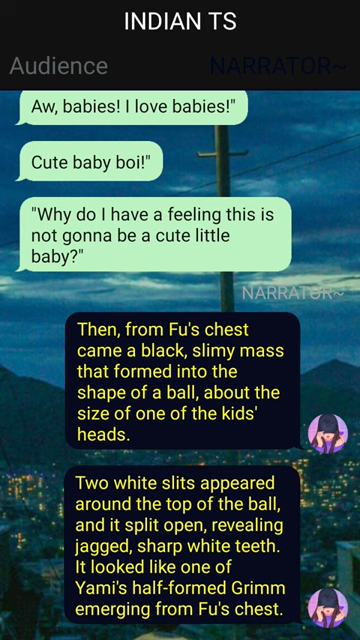 INDIAN TS
Audience
NARRATOR~
Aw, babies! I love babies!"
Cute baby boi!"
"Why do I have a feeling this is
not gonna be a cute little
baby?"
NARRATOR~
Then, from Fu's chest
came a black, slimy mass
that formed into the
shape of a ball, about the
size of one of the kids'
heads.
Two white slits appeared
around the top of the ball,
and it split open, revealing
jagged, sharp white teeth.
It looked like one of
Yami's half-formed Grimm
emerging from Fu's chest.